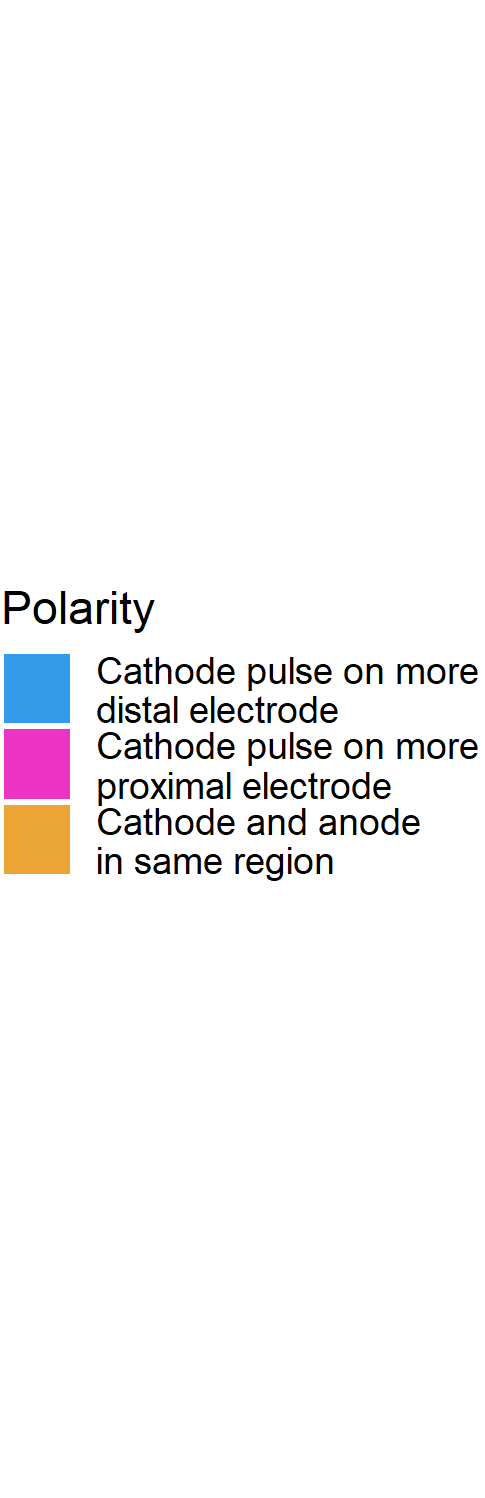 Polarity
Cathode pulse on more
distal electrode
Cathode pulse on more
proximal electrode
Cathode and anode
in same region